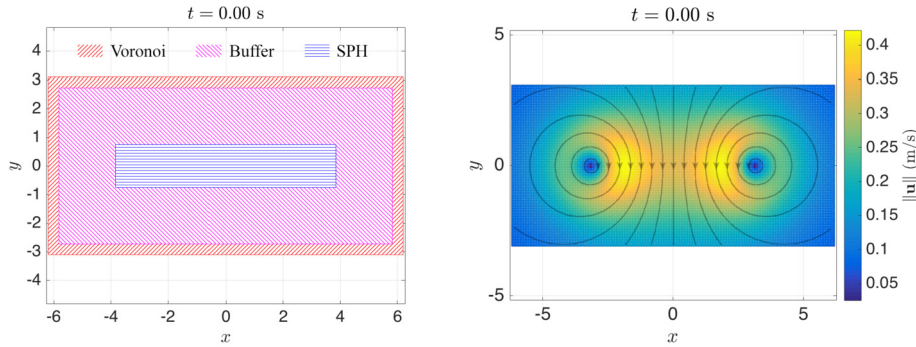 t = 0.00 s
4
Voronoi Buffer SPH
3
2
1
y 0
-1
-2
-3
-4
-6 -4 -2 0 2 4 6
x
t = 0.00 s
5
y 0
-5
-5 0 5
x
0.4
0.35
0.3
0.25
0.2
0.15
0.1
0.05
‖u‖ (m/s)